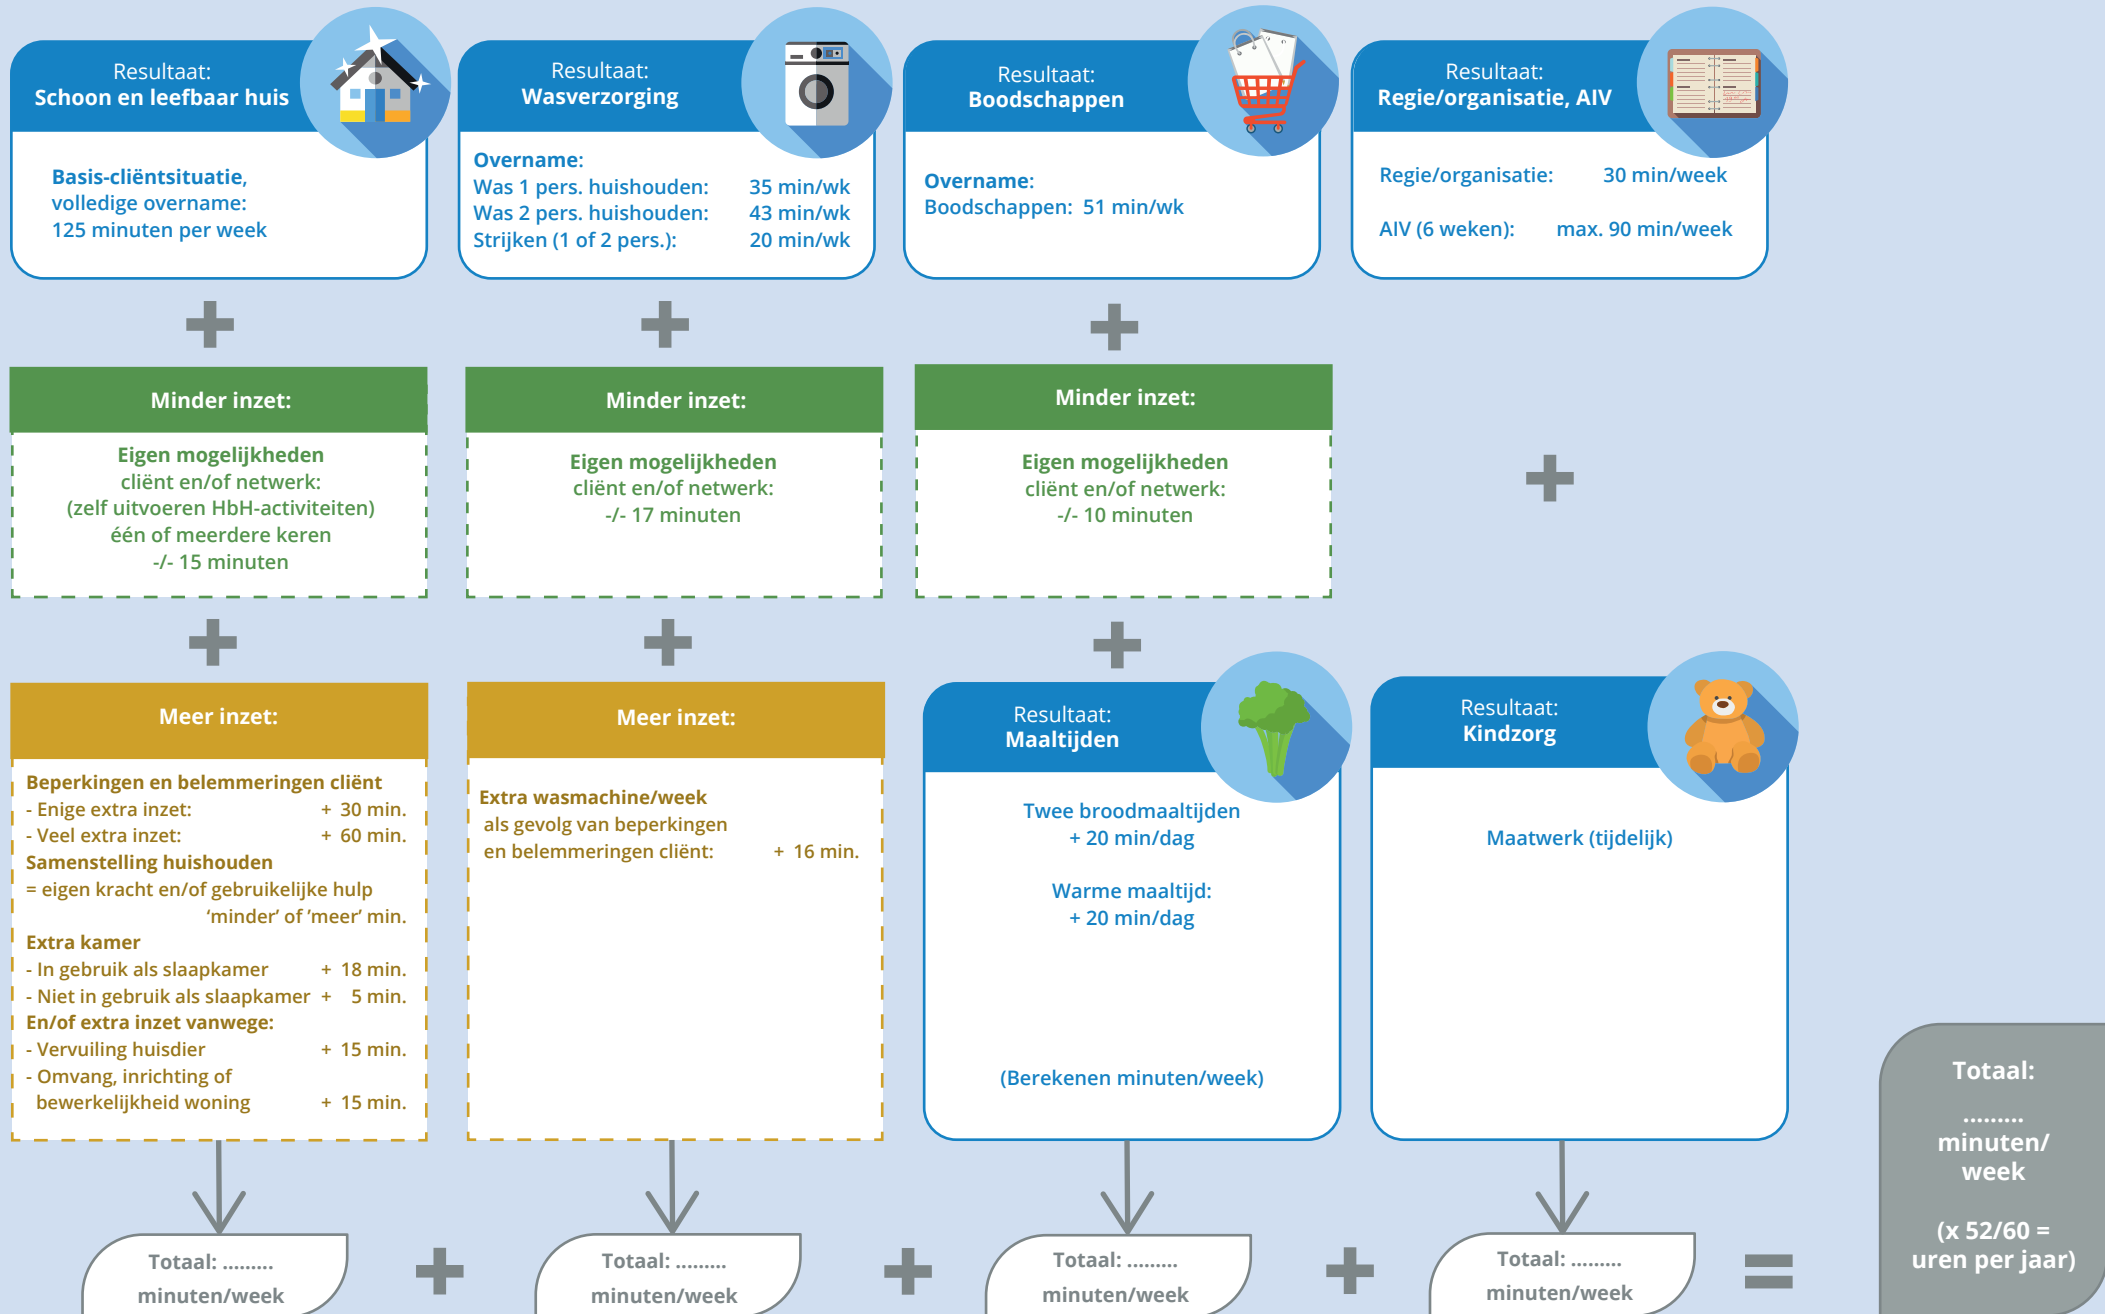 Resultaat:
Schoon en leefbaar huis
Basis-cliëntsituatie,
volledige overname:
125 minuten per week
Resultaat:
Wasverzorging
Overname:
Was 1 pers. huishouden: 35 min/wk
Was 2 pers. huishouden: 43 min/wk
Strijken (1 of 2 pers.): 20 min/wk
Resultaat:
Boodschappen
Overname:
Boodschappen: 51 min/wk
Resultaat:
Regie/organisatie, AIV
Regie/organisatie: 30 min/week
AIV (6 weken): max. 90 min/week
Minder inzet:
Eigen mogelijkheden
cliënt en/of netwerk:
(zelf uitvoeren HbH-activiteiten)
één of meerdere keren
-/- 15 minuten
Minder inzet:
Eigen mogelijkheden
cliënt en/of netwerk:
-/- 17 minuten
Minder inzet:
Eigen mogelijkheden
cliënt en/of netwerk:
-/- 10 minuten
Meer inzet:
Beperkingen en belemmeringen cliënt
- Enige extra inzet: + 30 min.
- Veel extra inzet: + 60 min.
Samenstelling huishouden
= eigen kracht en/of gebruikelijke hulp
‘minder’ of ’meer’ min.
Extra kamer
- In gebruik als slaapkamer + 18 min.
- Niet in gebruik als slaapkamer + 5 min.
En/of extra inzet vanwege:
- Vervuiling huisdier + 15 min.
- Omvang, inrichting of
bewerkelijkheid woning + 15 min.
Meer inzet:
Extra wasmachine/week
als gevolg van beperkingen
en belemmeringen cliënt: + 16 min.
Resultaat:
Maaltijden
Twee broodmaaltijden
+ 20 min/dag
Warme maaltijd:
+ 20 min/dag
(Berekenen minuten/week)
Resultaat:
Kindzorg
Maatwerk (tijdelijk)
Totaal: .........
minuten/week
Totaal: .........
minuten/week
Totaal: .........
minuten/week
Totaal: .........
minuten/week
Totaal:
.........
minuten/
week
(x 52/60 =
uren per jaar)